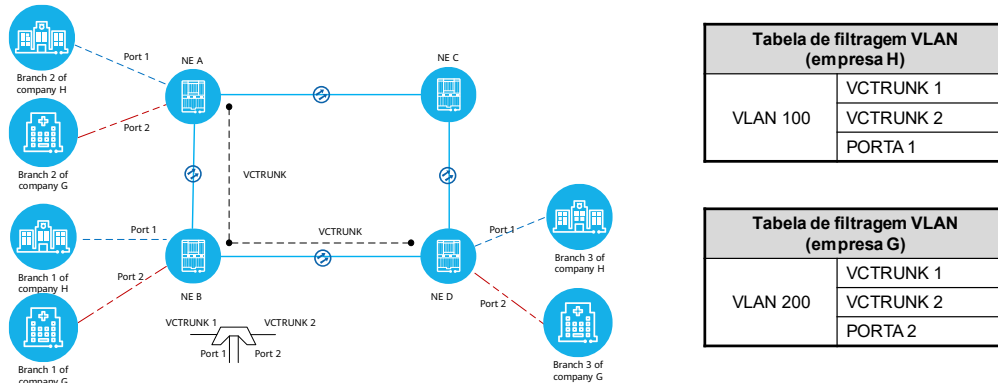 Port 1
NE A
NE C
Branch 2 of
company H
Port 2
Branch 2 of
company G
VCTRUNK
Port 1
VCTRUNK
Port 1
Branch 1 of
company H
Port 2
Branch 3 of
company H
NE B
NE D
Port 2
VCTRUNK 1
VCTRUNK 2
Port 1
Port 2
Branch 1 of
company G
Branch 3 of
company G
Tabela de filtragem VLAN
(empresa H)
VLAN 100
VCTRUNK 1
VCTRUNK 2
PORTA 1
Tabela de filtragem VLAN
(empresa G)
VLAN 200
VCTRUNK 1
VCTRUNK 2
PORTA 2